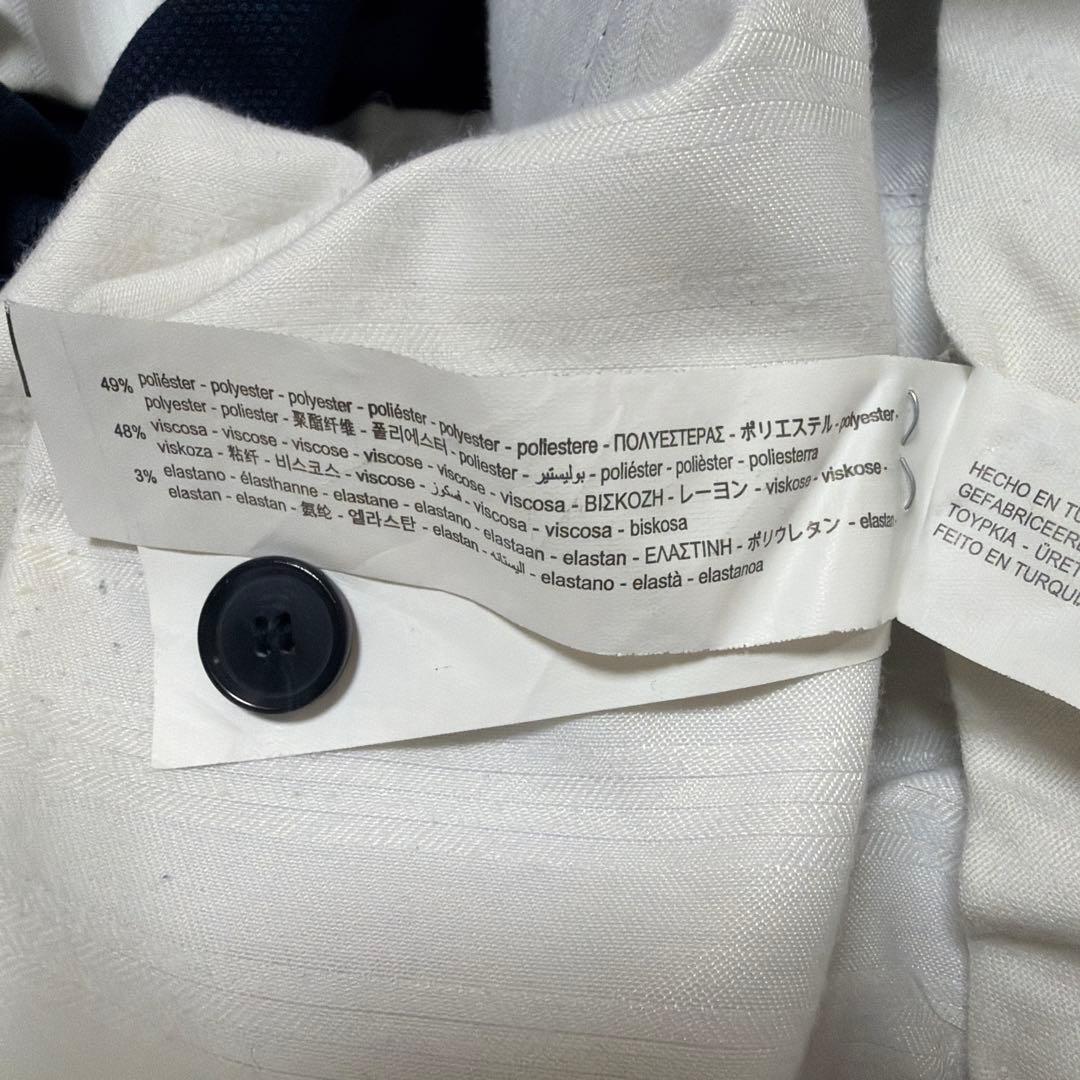 49% poliéster - polyester - polyester - poliéster - polyester - poliestere - ΠΟΛΥΕΣΤΕΡΑΣ - ポリエステル - polyester -
polyester - poliester - 聚酯纤维 - 폴리에스터 - poliester - بوليستير - poliéster - polièster - poliesterra
48% viscosa - viscose - viscose - viscose - viscose - viscosa - ΒΙΣΚΟΖΗ - レーヨン - viskose - viskose -
viskoza - 粘纤 - 비스코스 - viscose - فسكوز - viscosa - viscosa - biskosa
3% elastano - élasthanne - elastane - elastano - elastaan - elastan - ΕΛΑΣΤΙΝΗ - ポリウレタン - elastan -
elastan - elastan - 氨纶 - 엘라스탄 - elastan - اليستانه - elastano - elastà - elastanoa
HECHO EN
GEFABRICEER
ΤΟΥΡΚΙΑ - ÜRET
FEITO EN TURQUI